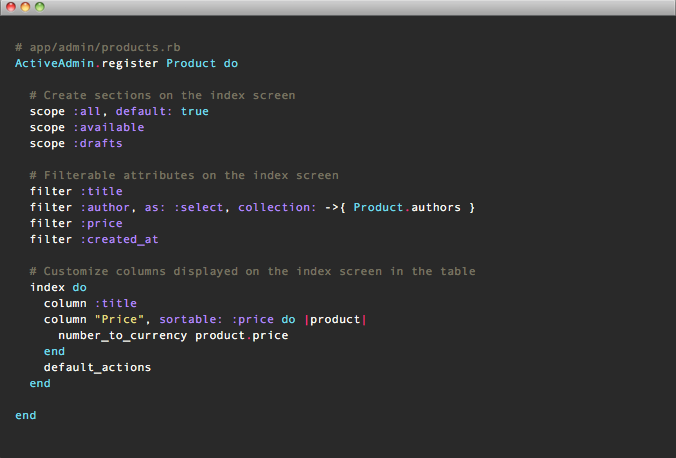 # app/admin/products.rb
ActiveAdmin.register Product do
# Create sections on the index screen
scope :all, default: true
scope :available
scope :drafts
# Filterable attributes on the index screen
filter :title
filter :author, as: :select, collection: ->{ Product.authors }
filter :price
filter :created_at
# Customize columns displayed on the index screen in the table
index do
column :title
column "Price", sortable: :price do |product|
number_to_currency product.price
end
default_actions
end
end